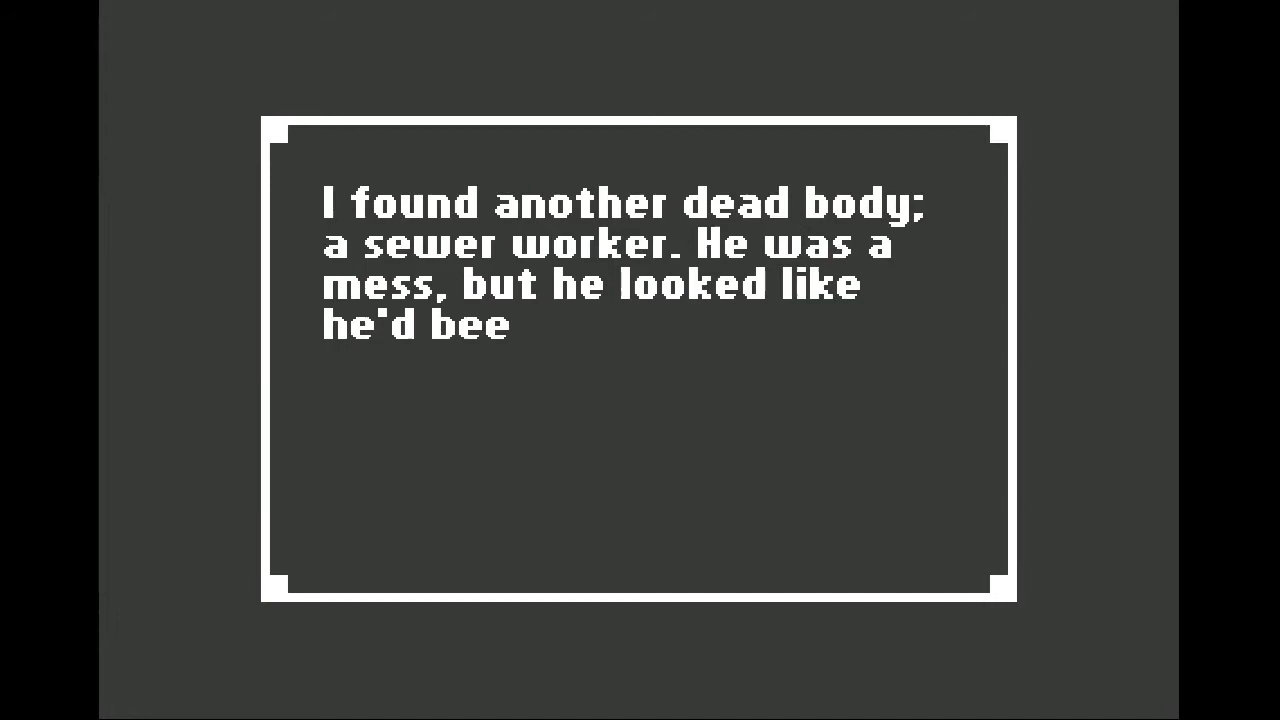 I found another dead body;
a sewer worker. He was a
mess, but he looked like
he'd bee